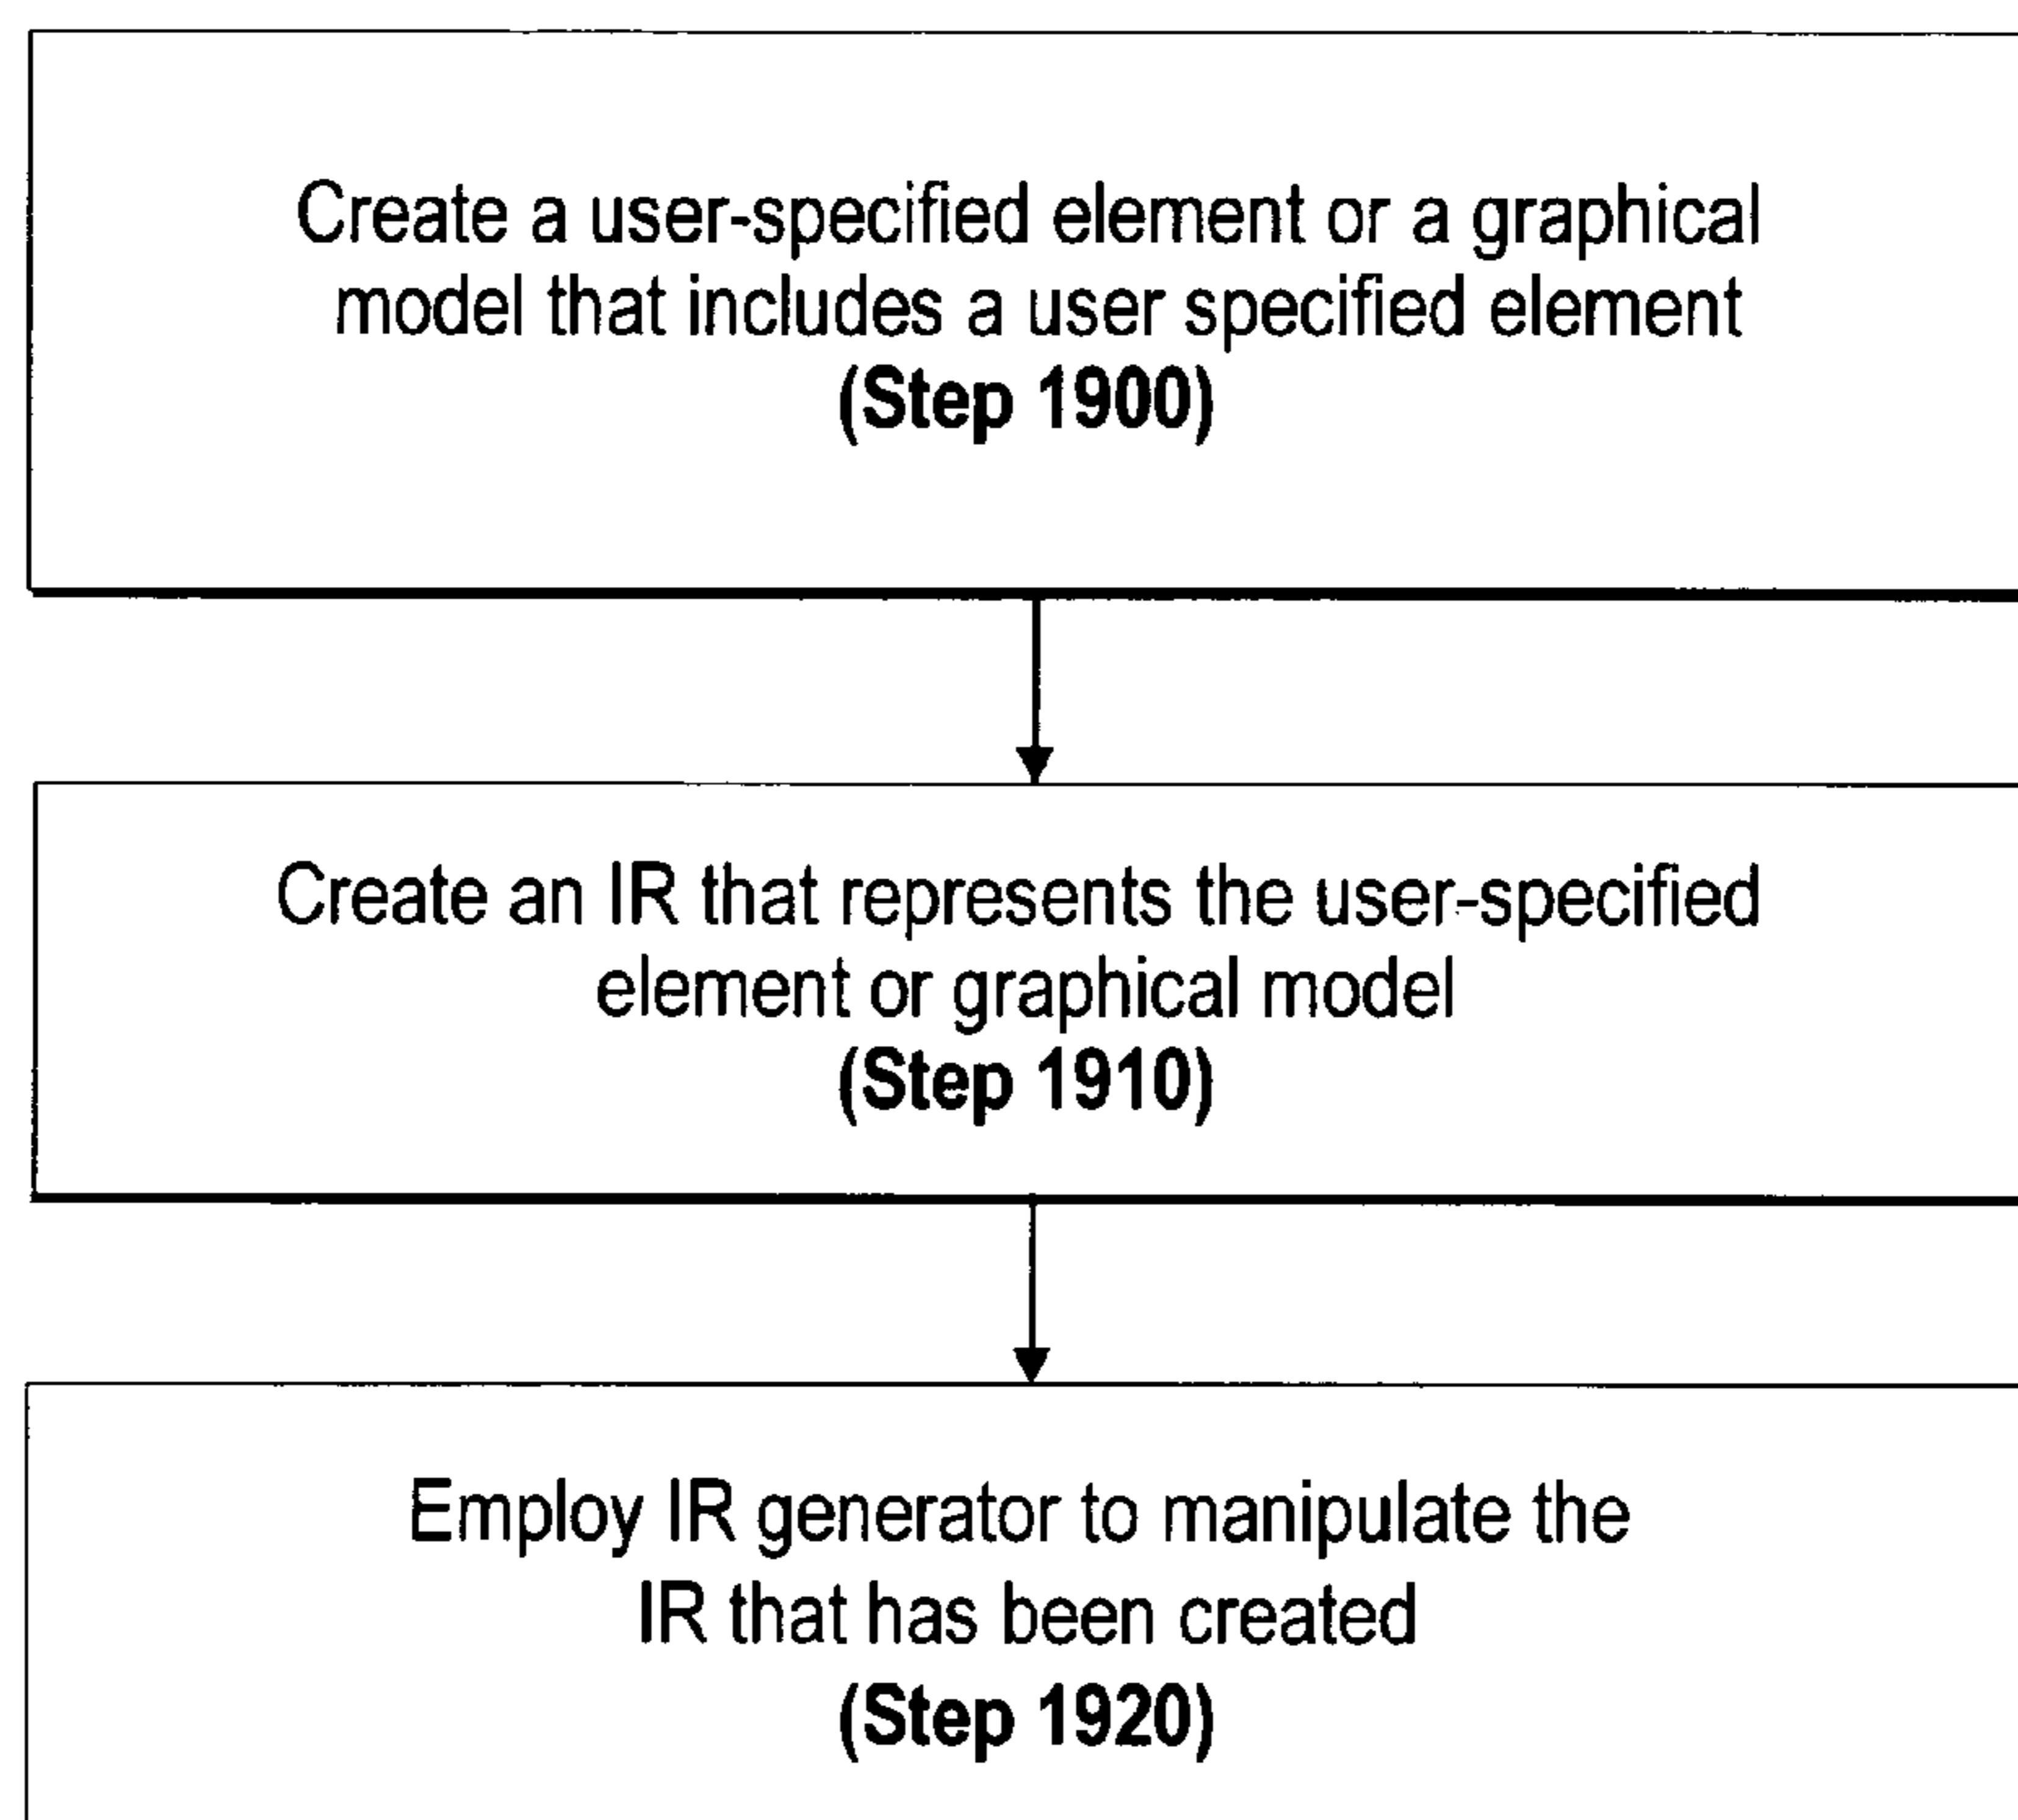 Create a user-specified element or a graphical
model that includes a user specified element
(Step 1900)
Create an IR that represents the user-specified
element or graphical model
(Step 1910)
Employ IR generator to manipulate the
IR that has been created
(Step 1920)